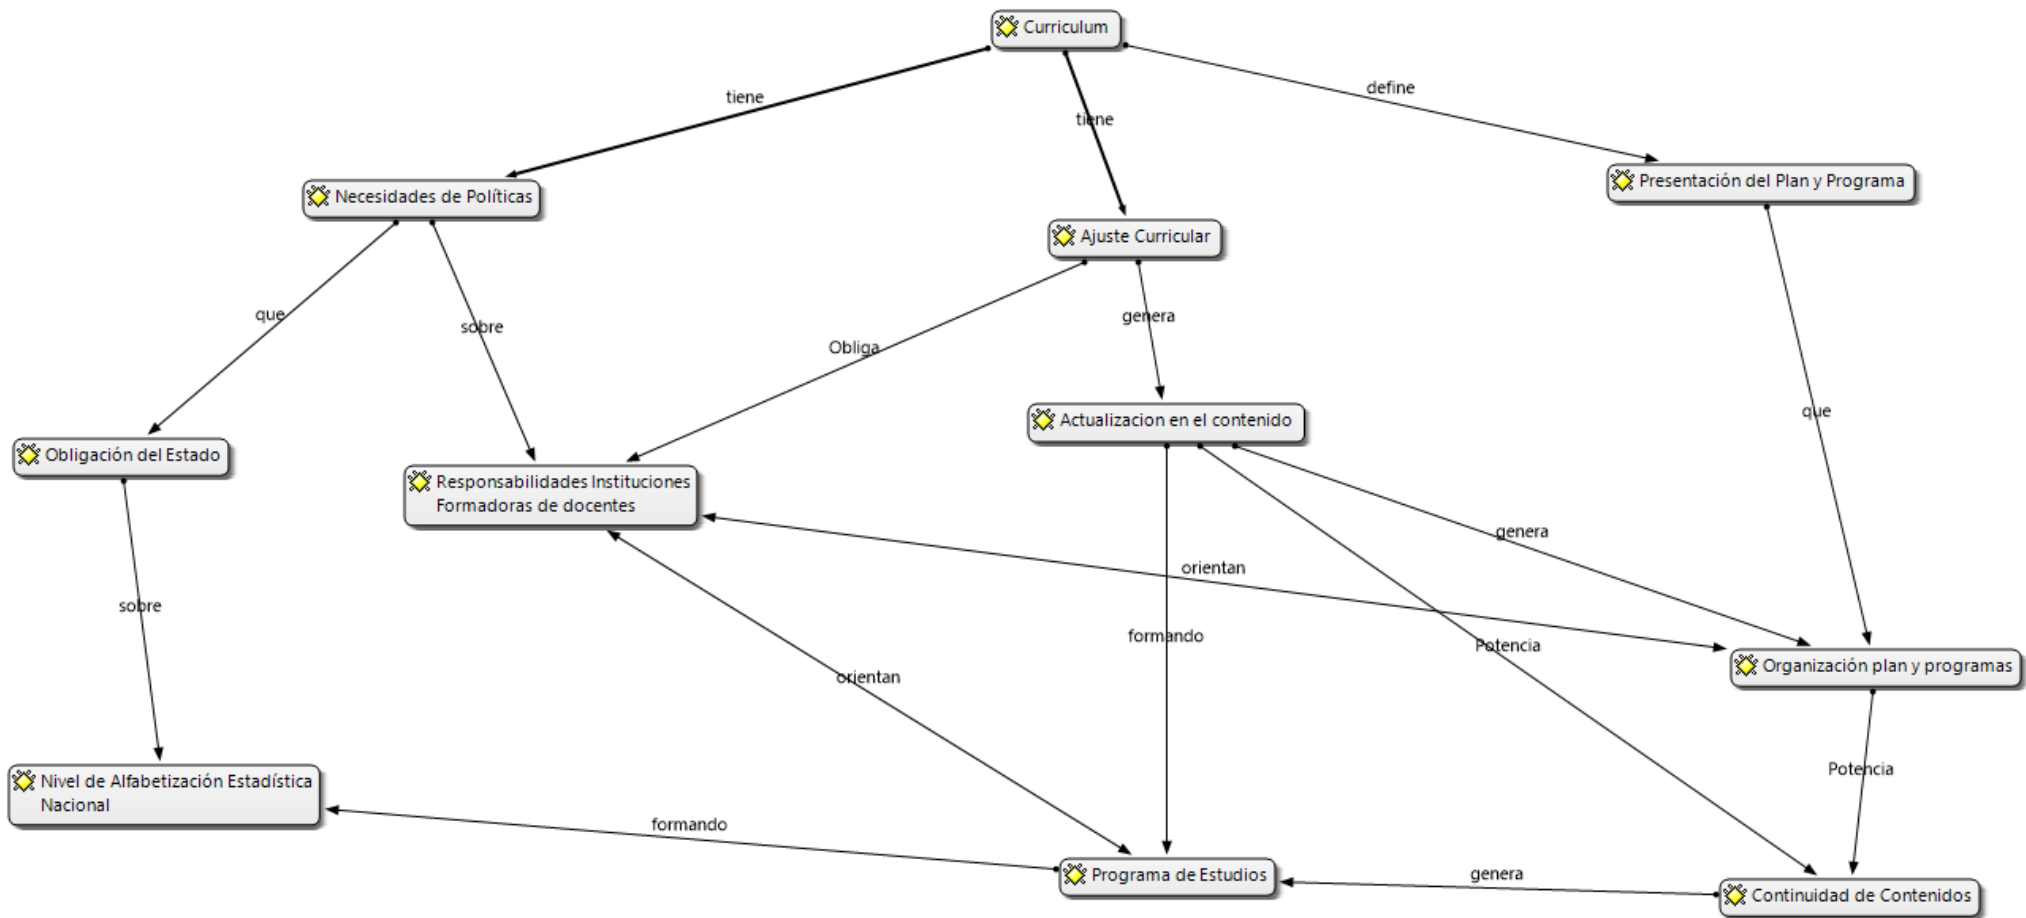 Curriculum
define
tiene
tiene
Presentación del Plan y Programa
Necesidades de Políticas
Ajuste Curricular
que
genera
sobre
Obliga
que
Actualizacion en el contenido
Obligación del Estado
Responsabilidades Instituciones
Formadoras de docentes
genera
orientan
sobre
formando
Potencia
Organización plan y programas
orientan
Potencia
Nivel de Alfabetización Estadística
Nacional
formando
Programa de Estudios
genera
Continuidad de Contenidos